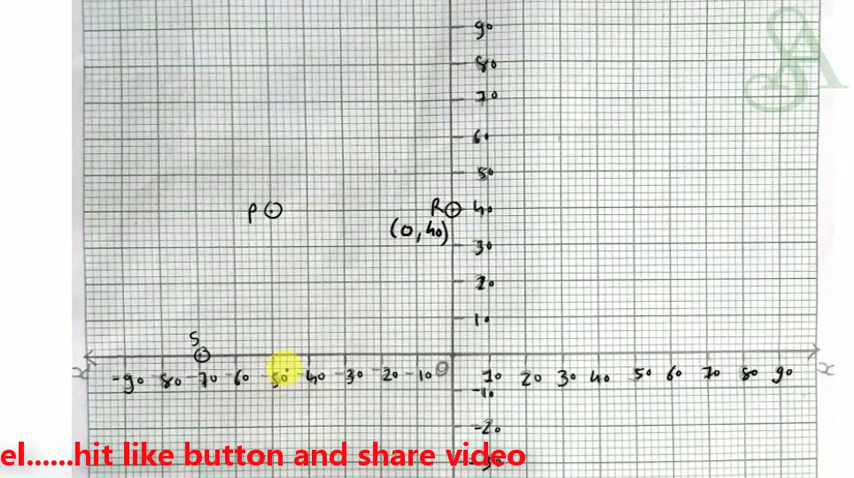 90
80
70
60
50
P
R 40
(0, 40)
30
20
10
S
x -90 -80 -70 -60 -50 -40 -30 -20 -10 0 10 20 30 40 50 60 70 80 90 x
-10
-20
el......hit like button and share video
-30